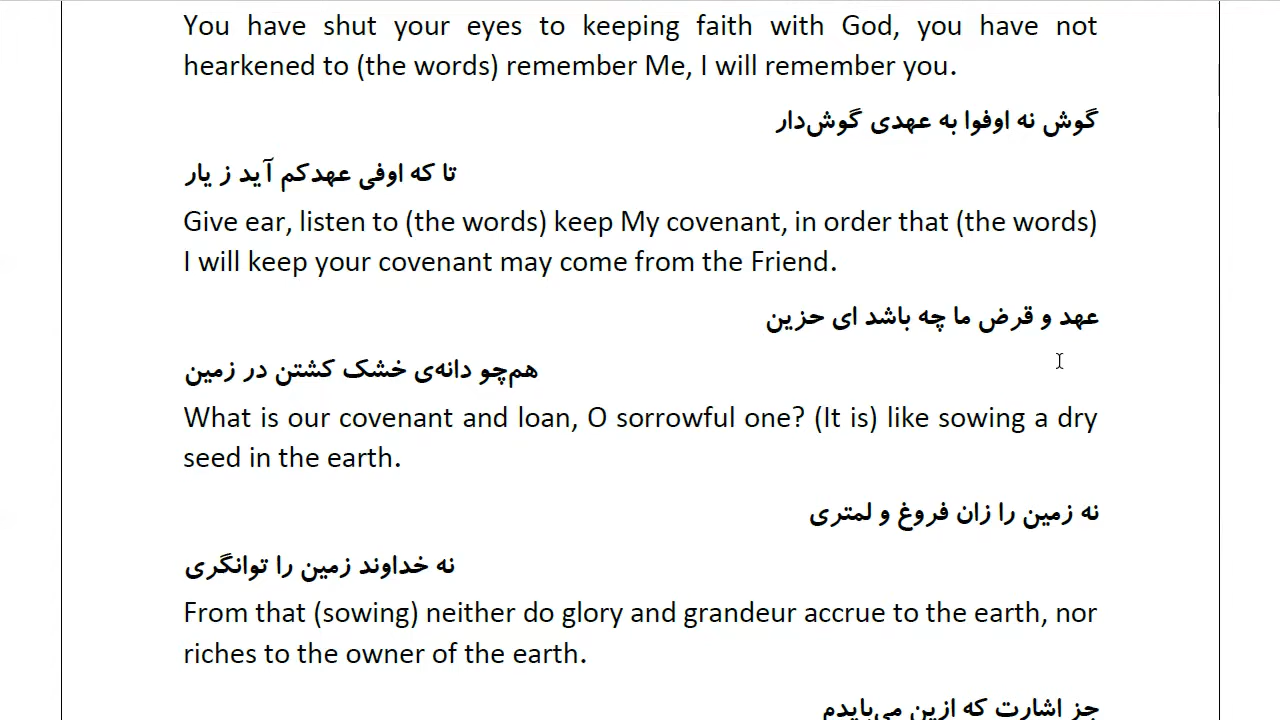 You have shut your eyes to keeping faith with God, you have not
hearkened to (the words) remember Me, I will remember you.
گوش نه اوفوا به عهدی گوش‌دار
تا که اوفی عهدکم آید ز یار
Give ear, listen to (the words) keep My covenant, in order that (the words)
I will keep your covenant may come from the Friend.
عهد و قرض ما چه باشد ای حزین
هم‌چو دانه‌ی خشک کشتن در زمین
What is our covenant and loan, O sorrowful one? (It is) like sowing a dry
seed in the earth.
نه زمین را زان فروغ و لمتری
نه خداوند زمین را توانگری
From that (sowing) neither do glory and grandeur accrue to the earth, nor
riches to the owner of the earth.
جز اشارت که ازین می‌بایدم